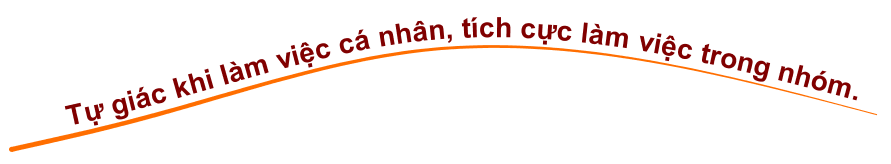 Tự giác khi làm việc cá nhân, tích cực làm việc trong nhóm.